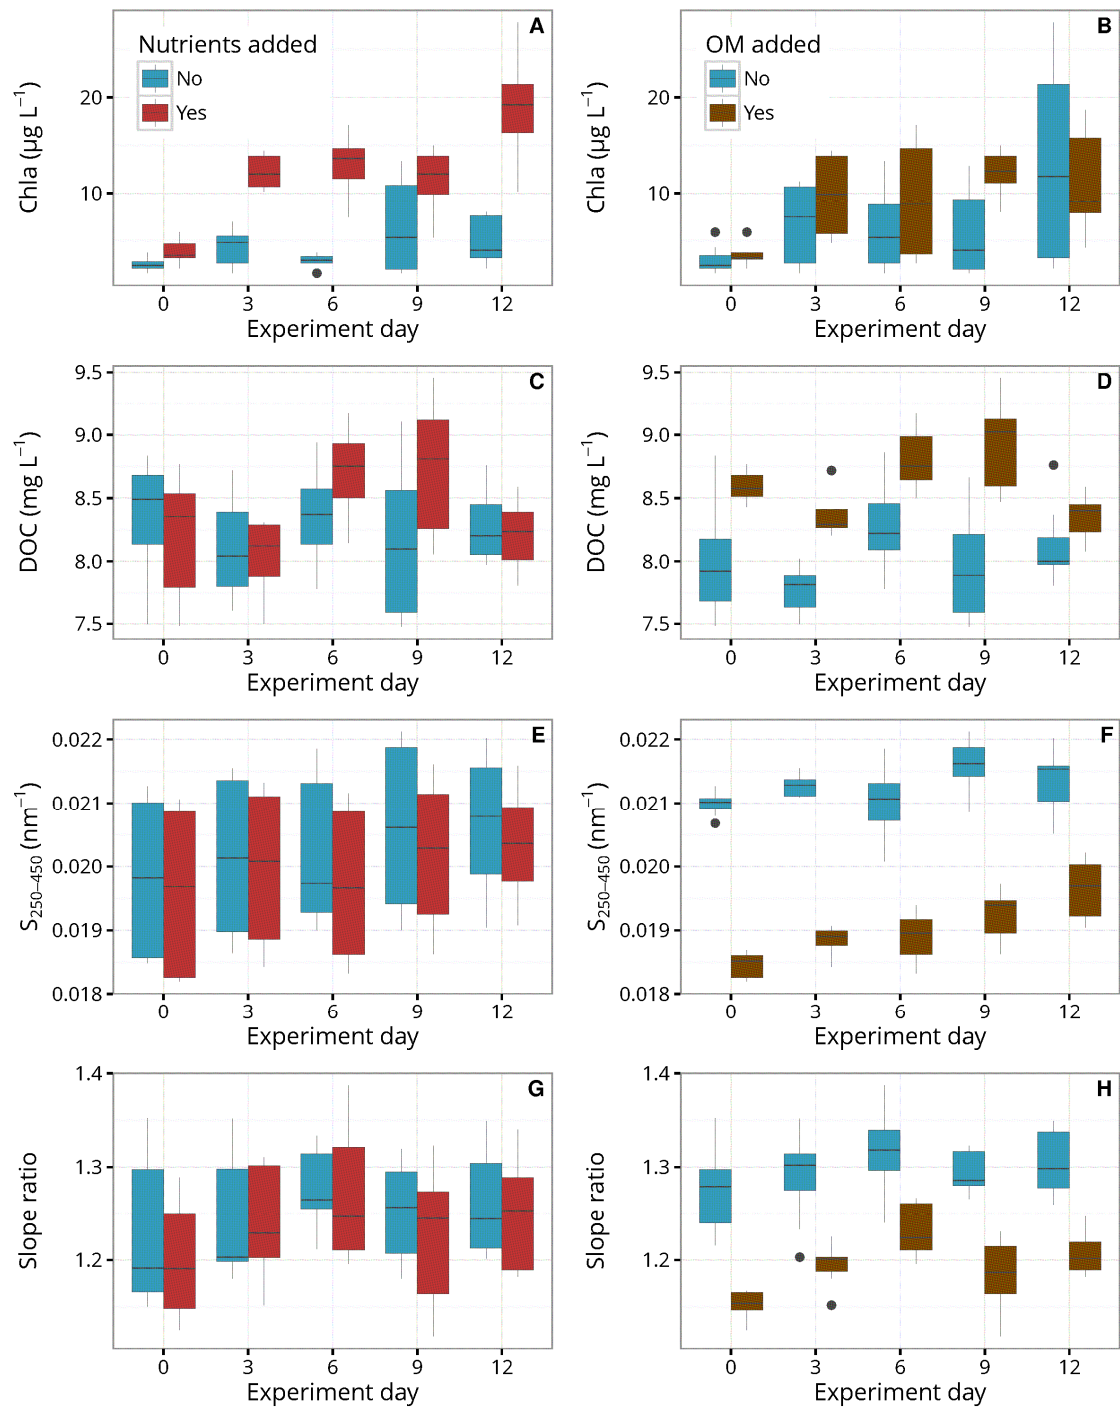 A
Nutrients added
No
Yes
20
10
Chla (µg L⁻¹)
0 3 6 9 12
Experiment day
B
OM added
No
Yes
20
10
Chla (µg L⁻¹)
0 3 6 9 12
Experiment day
C
9.5
9.0
8.5
8.0
7.5
DOC (mg L⁻¹)
0 3 6 9 12
Experiment day
D
9.5
9.0
8.5
8.0
7.5
DOC (mg L⁻¹)
0 3 6 9 12
Experiment day
E
0.022
0.021
0.020
0.019
0.018
S₂₅₀₋₄₅₀ (nm⁻¹)
0 3 6 9 12
Experiment day
F
0.022
0.021
0.020
0.019
0.018
S₂₅₀₋₄₅₀ (nm⁻¹)
0 3 6 9 12
Experiment day
G
1.4
1.3
1.2
Slope ratio
0 3 6 9 12
Experiment day
H
1.4
1.3
1.2
Slope ratio
0 3 6 9 12
Experiment day